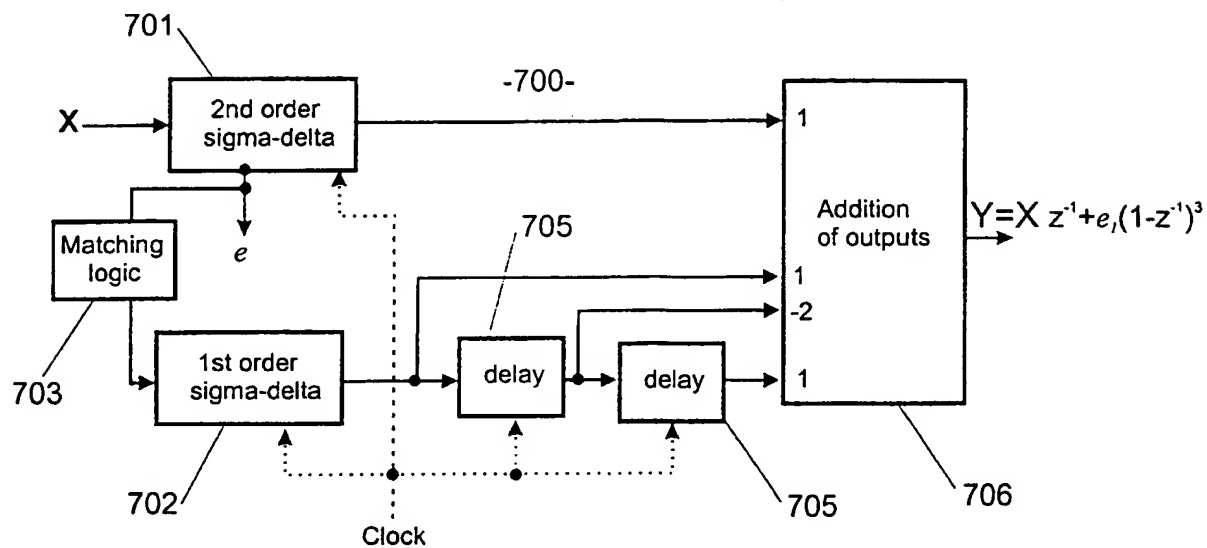 701
-700-
X
2nd order
sigma-delta
1
Addition
of outputs
Y=X z⁻¹+e₁(1-z⁻¹)³
e
Matching
logic
705
1
-2
1st order
sigma-delta
delay
delay
1
703
702
705
706
Clock